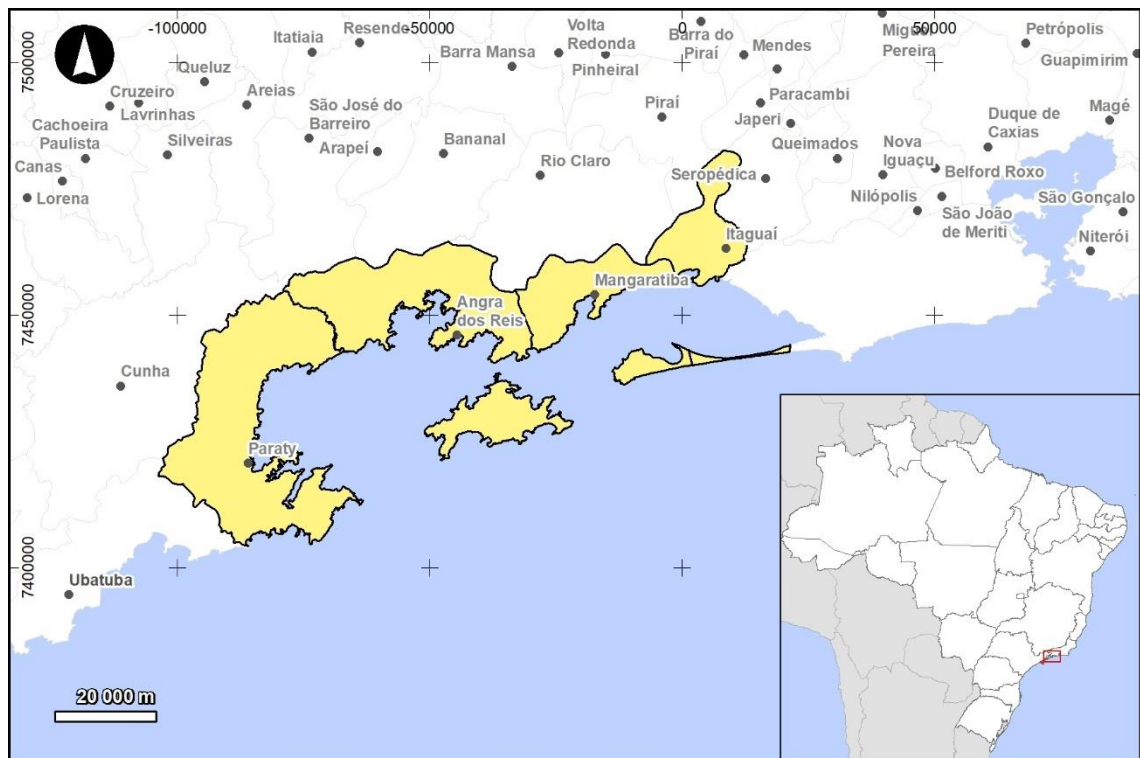 -100000
-50000
0
50000
7500000
7450000
7400000
Itatiaia
Resende
Barra Mansa
Volta
Redonda
Pinheiral
Barra do
Piraí
Mendes
Miguel
Pereira
Petrópolis
Guapimirim
Queluz
Cruzeiro
Lavrinhas
Areias
São José do
Barreiro
Arapeí
Bananal
Piraí
Paracambi
Japeri
Queimados
Nova
Iguaçu
Duque de
Caxias
Magé
Cachoeira
Paulista
Silveiras
Canas
Lorena
Rio Claro
Seropédica
Nilópolis
Belford Roxo
São João
de Meriti
São Gonçalo
Niterói
Itaguaí
Mangaratiba
Angra
dos Reis
Cunha
Paraty
Ubatuba
20 000 m